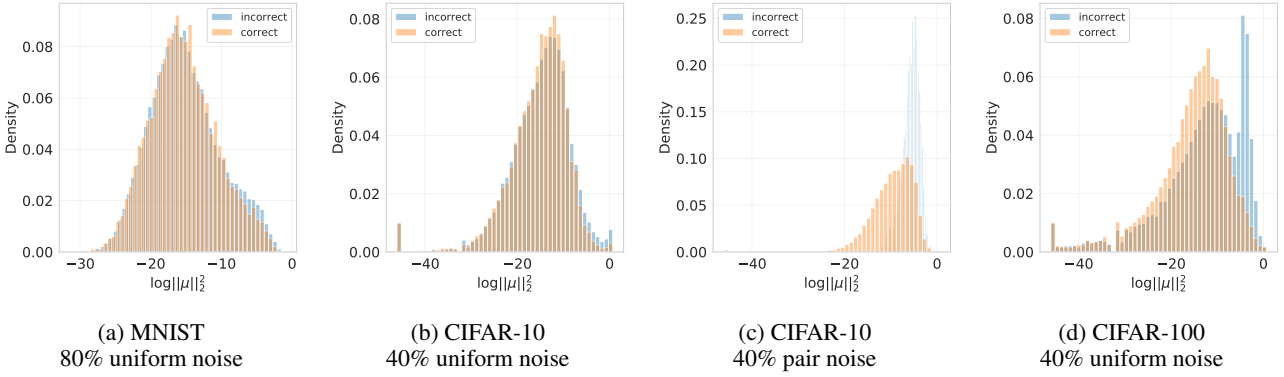 incorrect
correct
0.08
0.06
0.04
0.02
0.00
Density
−30
−20
−10
0
log||μ||₂²
(a) MNIST
80% uniform noise
incorrect
correct
0.08
0.06
0.04
0.02
0.00
Density
−40
−20
0
log||μ||₂²
(b) CIFAR-10
40% uniform noise
incorrect
correct
0.25
0.20
0.15
0.10
0.05
0.00
Density
−40
−20
0
log||μ||₂²
(c) CIFAR-10
40% pair noise
incorrect
correct
0.08
0.06
0.04
0.02
0.00
Density
−40
−20
0
log||μ||₂²
(d) CIFAR-100
40% uniform noise